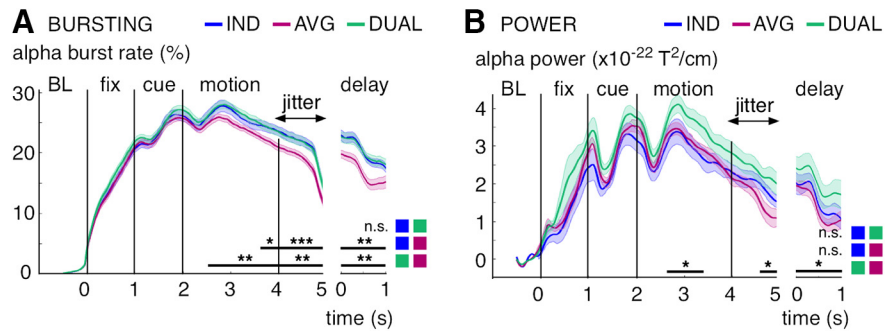 A BURSTING IND AVG DUAL
alpha burst rate (%)
BL fix cue motion delay
jitter
30
20
10
0
n.s.
* *** **
** ** **
0 1 2 3 4 5 0 1
time (s)
B POWER IND AVG DUAL
alpha power (x10⁻²² T²/cm)
BL fix cue motion delay
jitter
4
3
2
1
0
n.s.
n.s.
* * *
0 1 2 3 4 5 0 1
time (s)